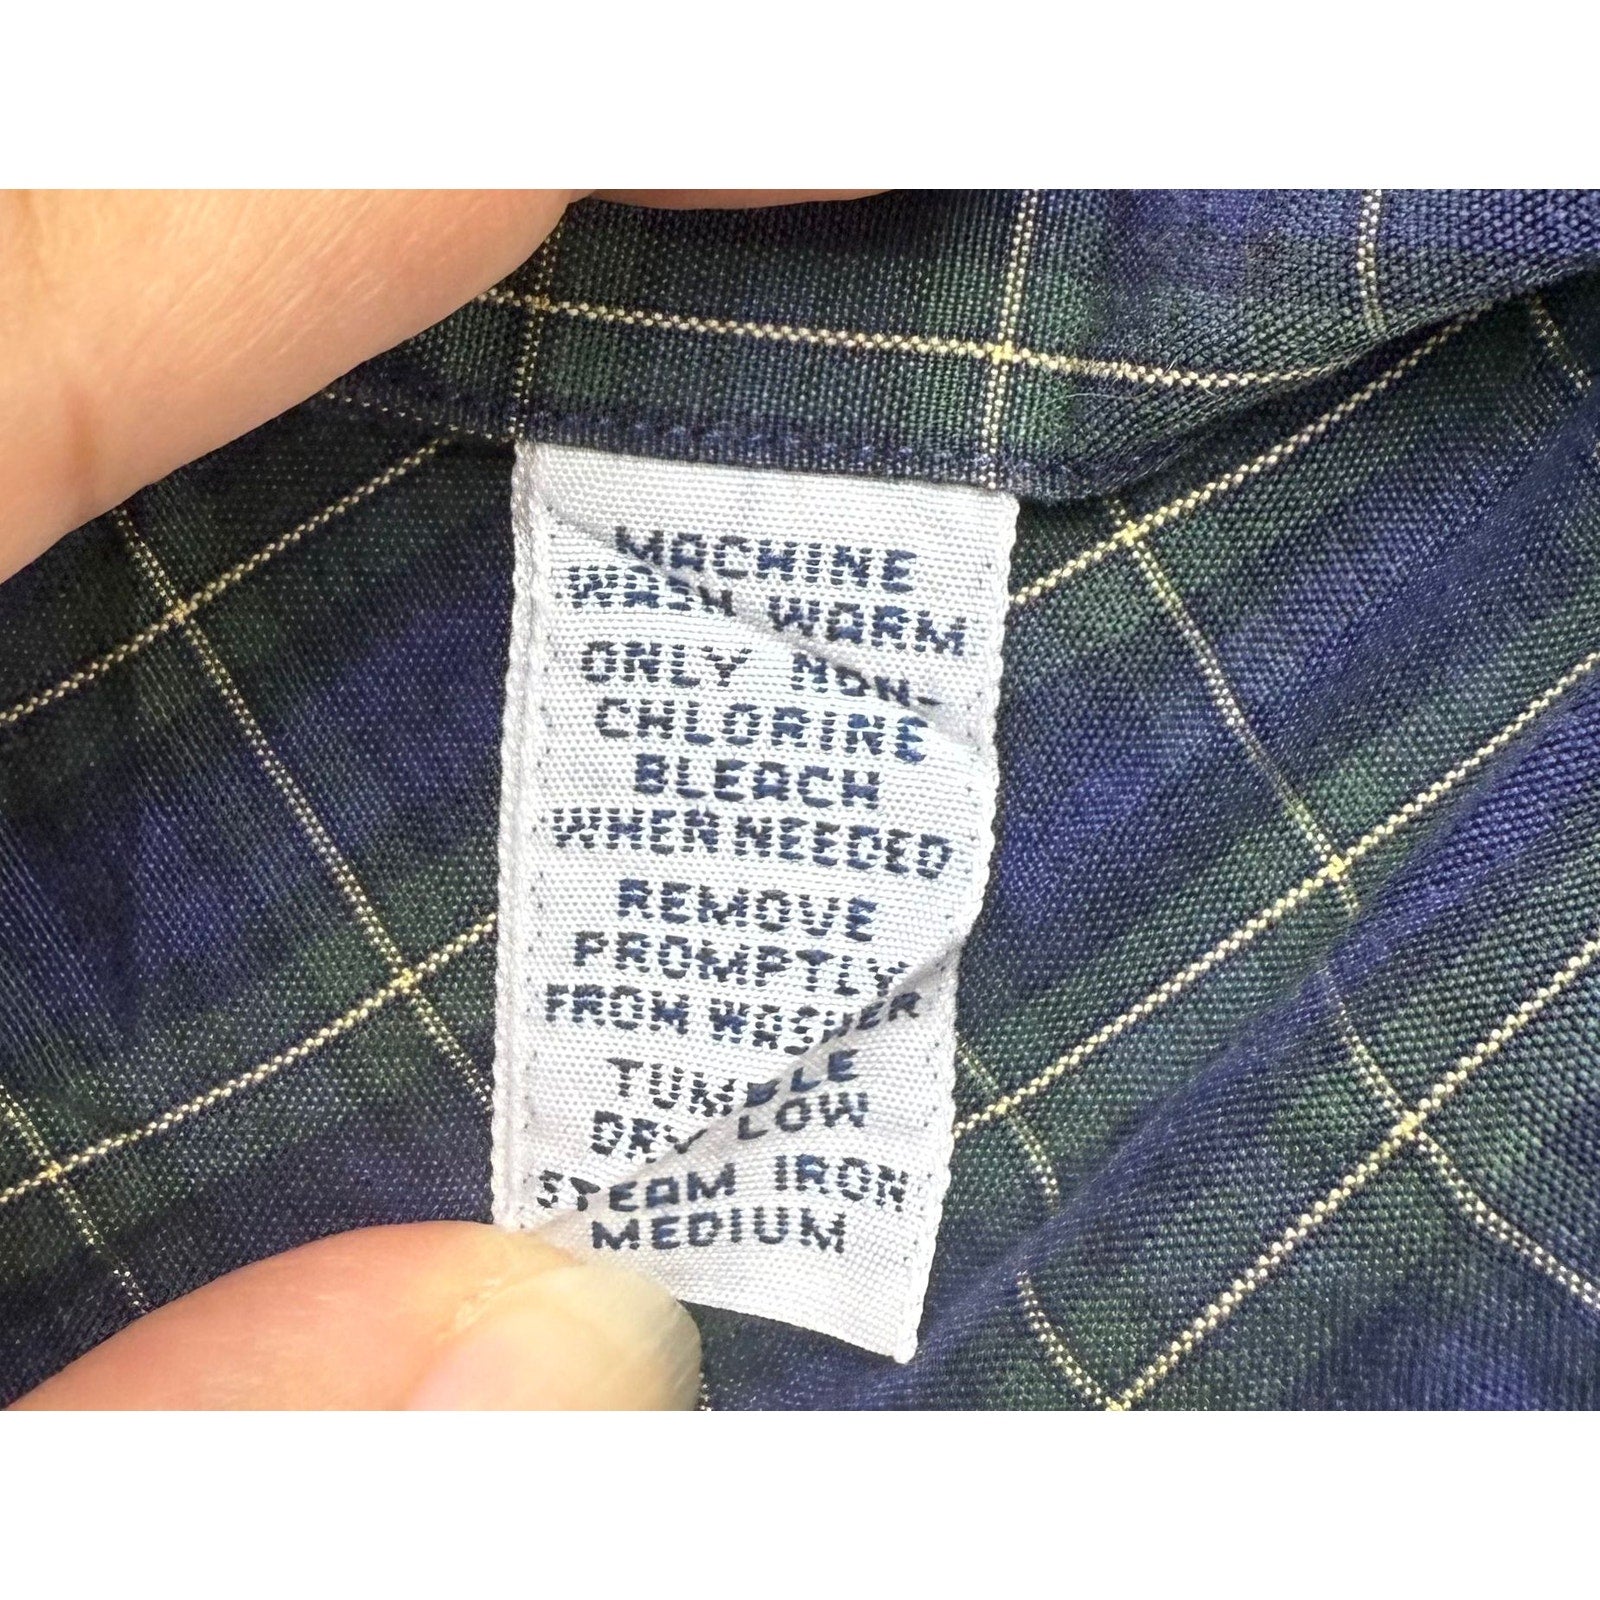 MACHINE
WASH WARM
ONLY NON-
CHLORINE
BLEACH
WHEN NEEDED
REMOVE
PROMPTLY
FROM WASHER
TUMBLE
DRY LOW
STEAM IRON
MEDIUM